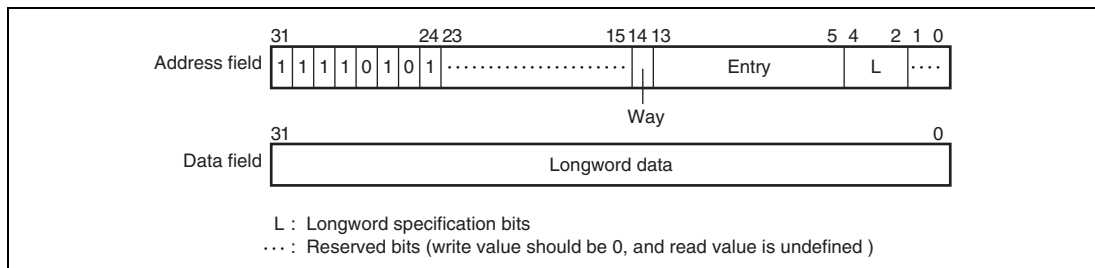 31 24 23 15 14 13 5 4 2 1 0
Address field 1 1 1 1 0 1 0 1 ···················· Entry L ····
Way
31 0
Data field Longword data
L : Longword specification bits
··· : Reserved bits (write value should be 0, and read value is undefined )